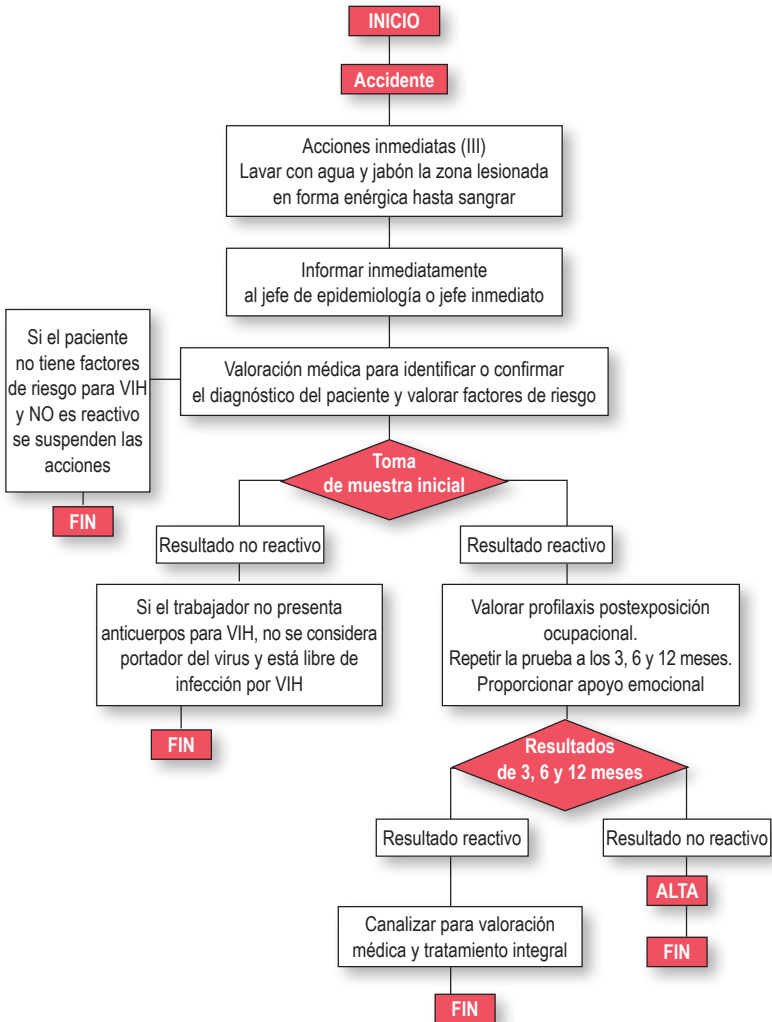 INICIO
Accidente
Acciones inmediatas (III)
Lavar con agua y jabón la zona lesionada
en forma enérgica hasta sangrar
Informar inmediatamente
al jefe de epidemiología o jefe inmediato
Si el paciente
no tiene factores
de riesgo para VIH
y NO es reactivo
se suspenden las
acciones
FIN
Valoración médica para identificar o confirmar
el diagnóstico del paciente y valorar factores de riesgo
Toma
de muestra inicial
Resultado no reactivo
Si el trabajador no presenta
anticuerpos para VIH, no se considera
portador del virus y está libre de
infección por VIH
FIN
Resultado reactivo
Valorar profilaxis postexposición
ocupacional.
Repetir la prueba a los 3, 6 y 12 meses.
Proporcionar apoyo emocional
Resultados
de 3, 6 y 12 meses
Resultado reactivo
Canalizar para valoración
médica y tratamiento integral
FIN
Resultado no reactivo
ALTA
FIN